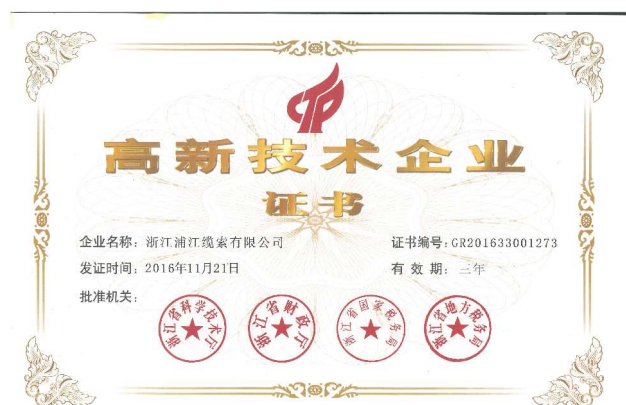 高新技术企业
证书
企业名称：浙江浦江缆索有限公司
证书编号：GR201633001273
发证时间：2016年11月21日
有效期：三年
批准机关：
浙江省科学技术厅
浙江省财政厅
浙江省国家税务局
浙江省地方税务局